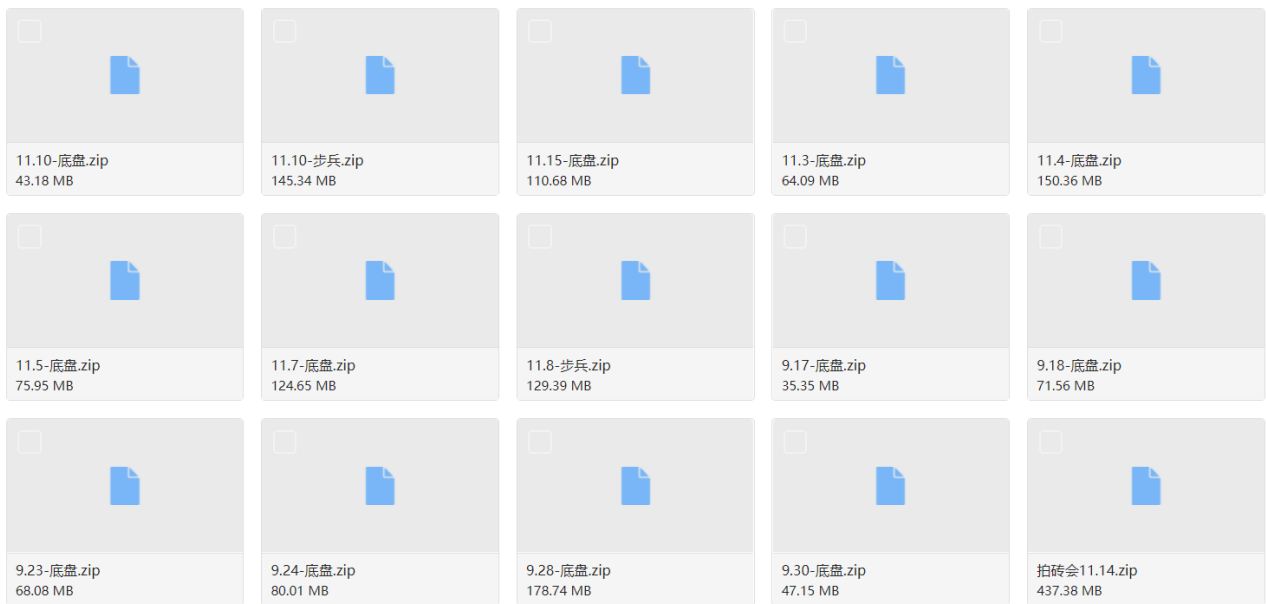 11.10-底盘.zip
43.18 MB
11.10-步兵.zip
145.34 MB
11.15-底盘.zip
110.68 MB
11.3-底盘.zip
64.09 MB
11.4-底盘.zip
150.36 MB
11.5-底盘.zip
75.95 MB
11.7-底盘.zip
124.65 MB
11.8-步兵.zip
129.39 MB
9.17-底盘.zip
35.35 MB
9.18-底盘.zip
71.56 MB
9.23-底盘.zip
68.08 MB
9.24-底盘.zip
80.01 MB
9.28-底盘.zip
178.74 MB
9.30-底盘.zip
47.15 MB
拍砖会11.14.zip
437.38 MB